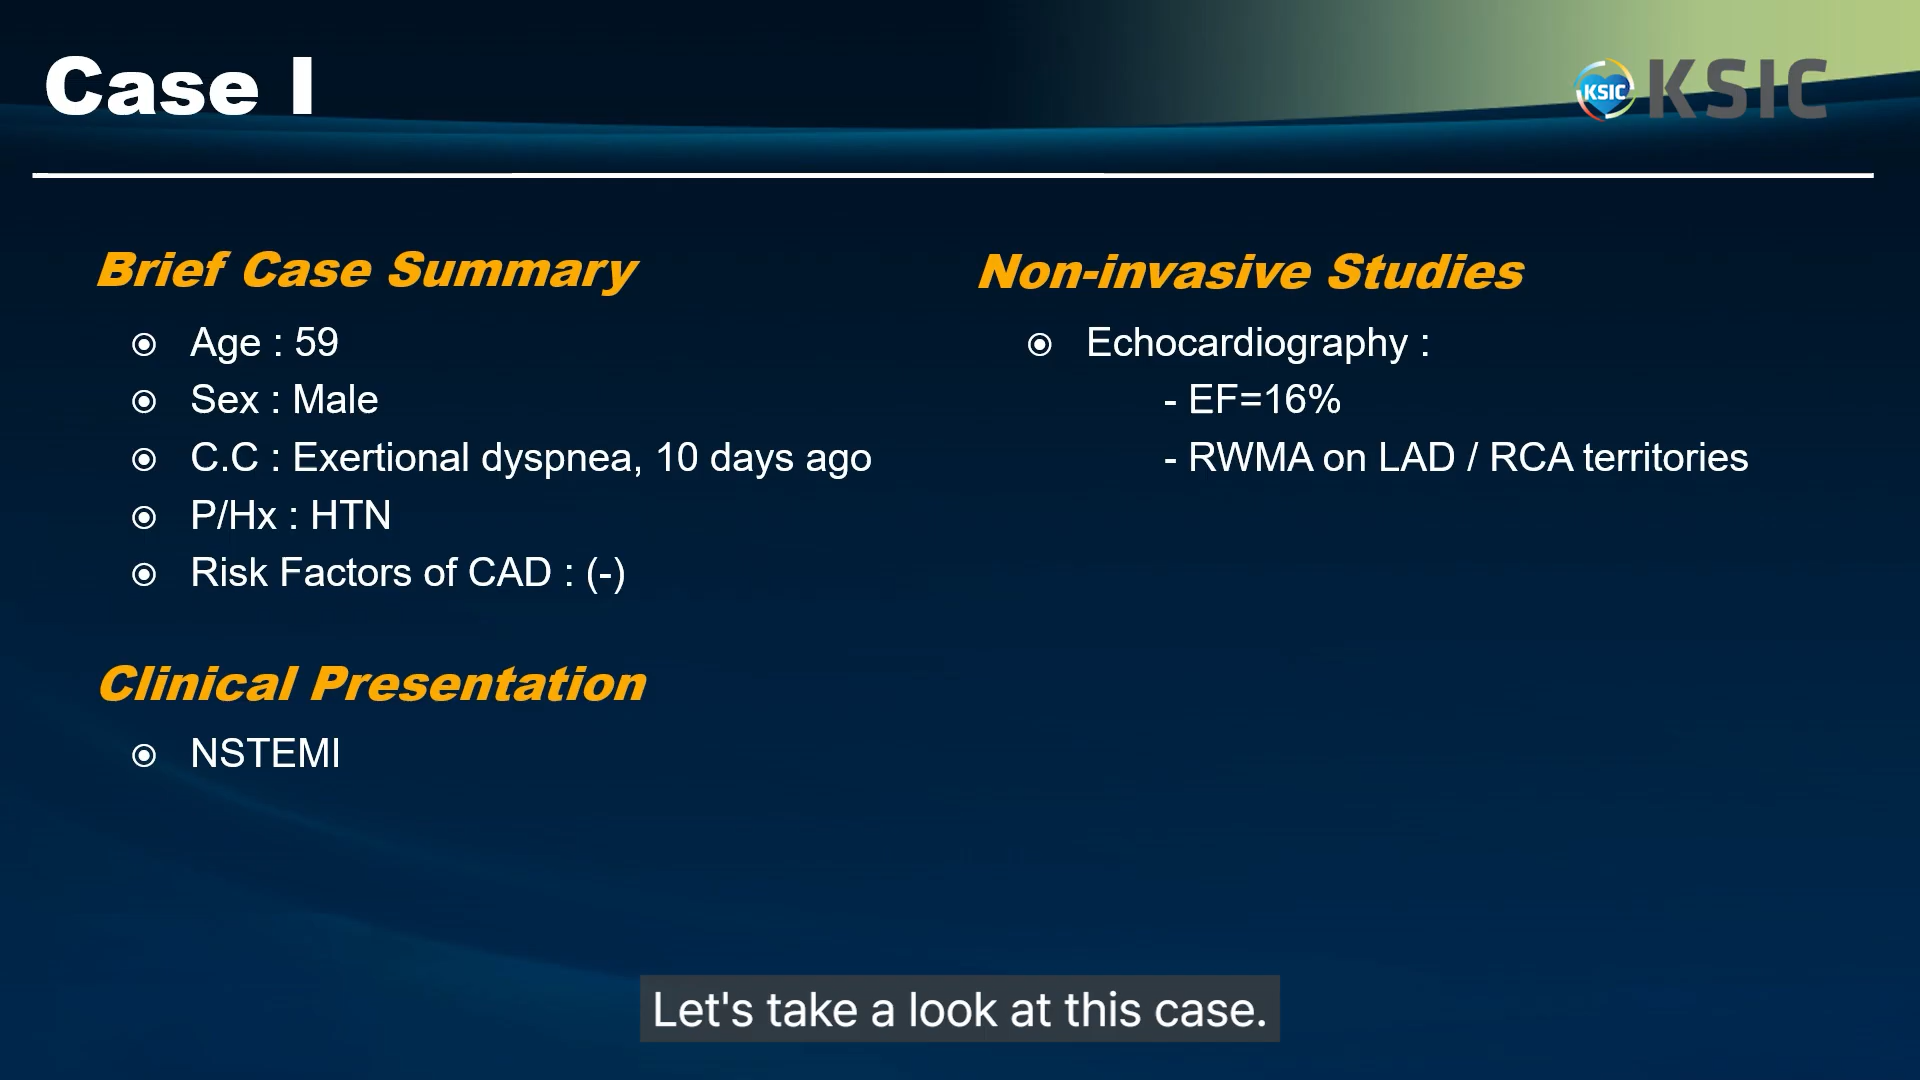 Case I
KSIC KSIC
Brief Case Summary
Age : 59
Sex : Male
C.C : Exertional dyspnea, 10 days ago
P/Hx : HTN
Risk Factors of CAD : (-)
Clinical Presentation
NSTEMI
Non-invasive Studies
Echocardiography :
- EF=16%
- RWMA on LAD / RCA territories
Let's take a look at this case.